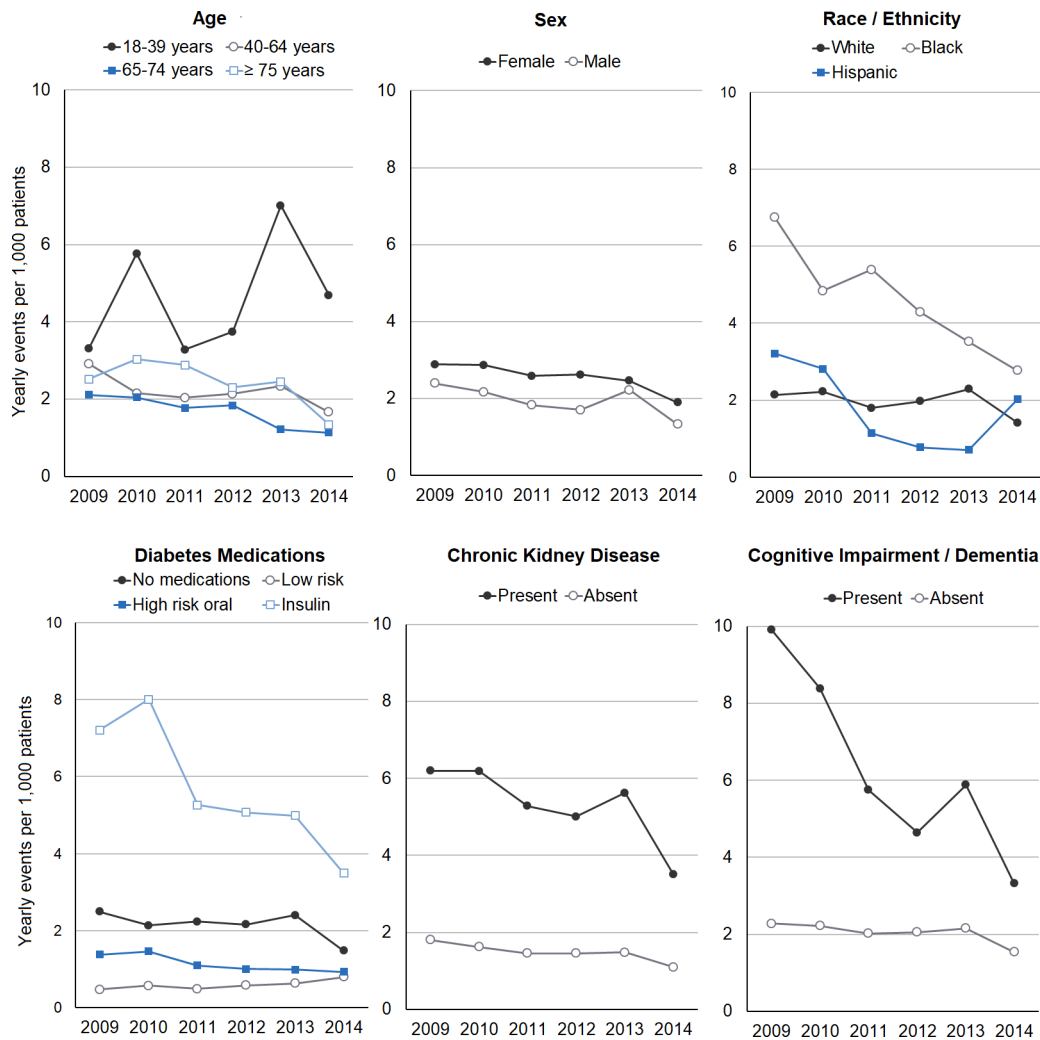 Age
18-39 years 40-64 years
65-74 years ≥ 75 years
Yearly events per 1,000 patients
10
8
6
4
2
0
2009 2010 2011 2012 2013 2014
Sex
Female Male
10
8
6
4
2
0
2009 2010 2011 2012 2013 2014
Race / Ethnicity
White Black
Hispanic
10
8
6
4
2
0
2009 2010 2011 2012 2013 2014
Diabetes Medications
No medications Low risk
High risk oral Insulin
Yearly events per 1,000 patients
10
8
6
4
2
0
2009 2010 2011 2012 2013 2014
Chronic Kidney Disease
Present Absent
10
8
6
4
2
0
2009 2010 2011 2012 2013 2014
Cognitive Impairment / Dementia
Present Absent
10
8
6
4
2
0
2009 2010 2011 2012 2013 2014